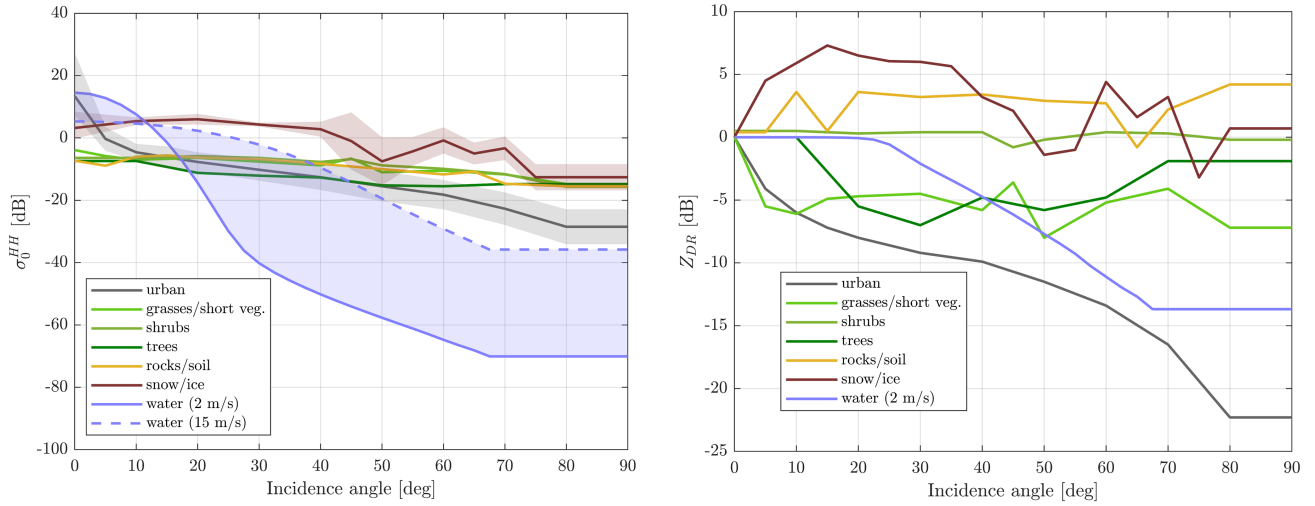 40
20
0
-20
-40
-60
-80
-100
σ₀ᴴᴴ [dB]
0
10
20
30
40
50
60
70
80
90
Incidence angle [deg]
urban
grasses/short veg.
shrubs
trees
rocks/soil
snow/ice
water (2 m/s)
water (15 m/s)
10
5
0
-5
-10
-15
-20
-25
Z_DR [dB]
0
10
20
30
40
50
60
70
80
90
Incidence angle [deg]
urban
grasses/short veg.
shrubs
trees
rocks/soil
snow/ice
water (2 m/s)